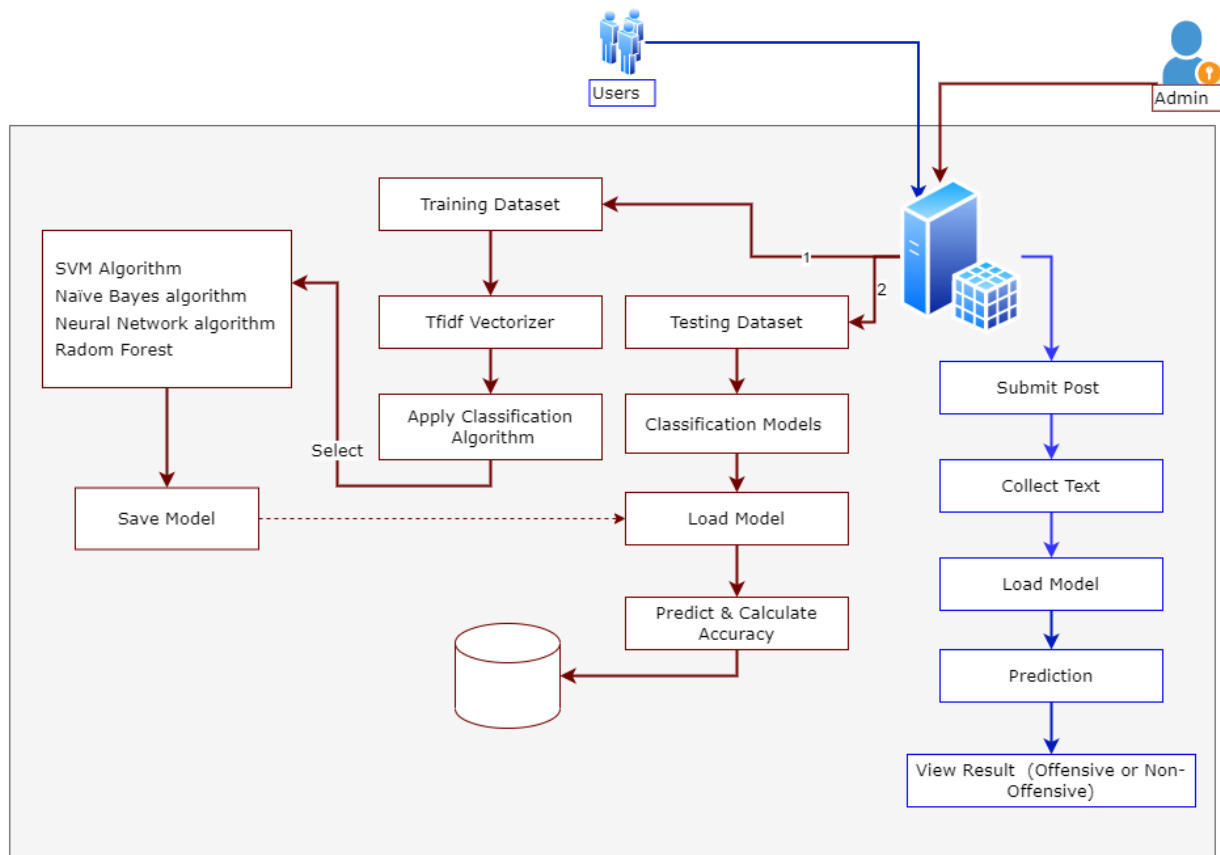 Users
Admin
Training Dataset
SVM Algorithm
Naïve Bayes algorithm
Neural Network algorithm
Radom Forest
1
2
Tfidf Vectorizer
Testing Dataset
Submit Post
Apply Classification
Algorithm
Classification Models
Select
Collect Text
Save Model
Load Model
Load Model
Predict & Calculate
Accuracy
Prediction
View Result  (Offensive or Non-
Offensive)